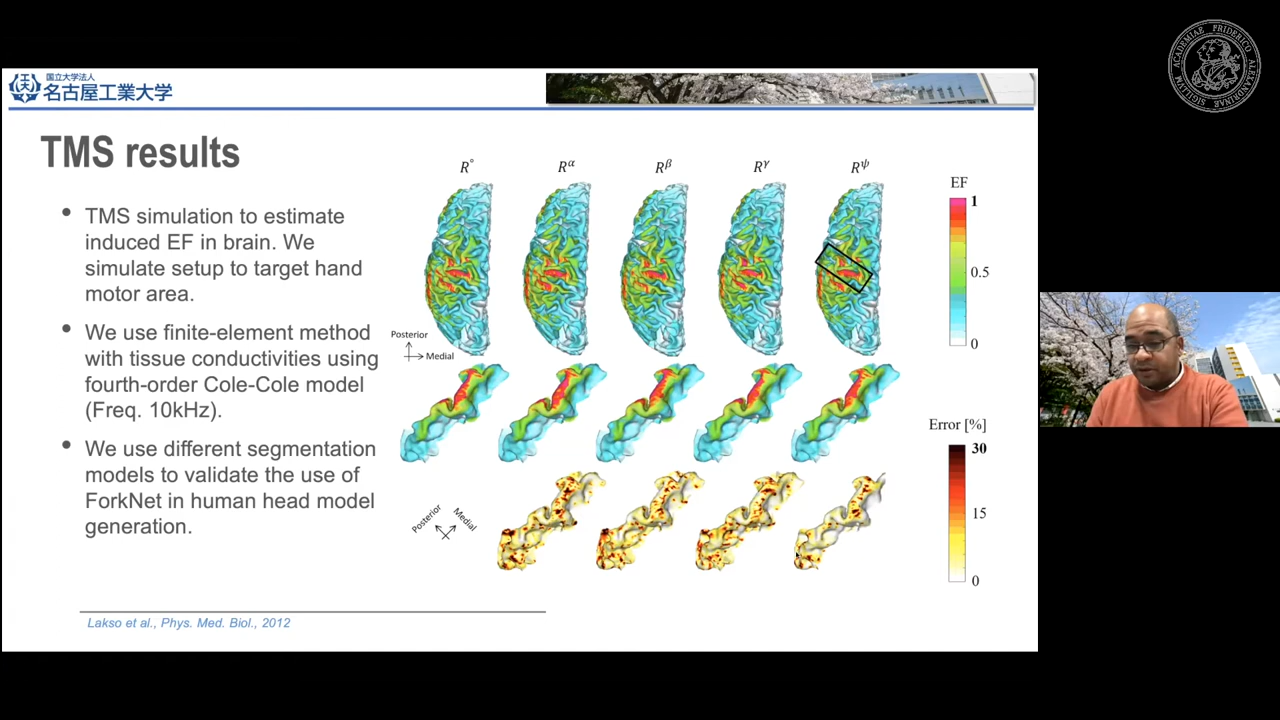 国立大学法人
名古屋工業大学
ACADEMIAE FRIDERICO ALEXANDRINAE SIGILLVM
TMS results
• TMS simulation to estimate
induced EF in brain. We
simulate setup to target hand
motor area.
• We use finite-element method
with tissue conductivities using
fourth-order Cole-Cole model
(Freq. 10kHz).
• We use different segmentation
models to validate the use of
ForkNet in human head model
generation.
R° R^α R^β R^γ R^ψ
Posterior
Medial
Posterior
Medial
EF
1
0.5
0
Error [%]
30
15
0
Lakso et al., Phys. Med. Biol., 2012